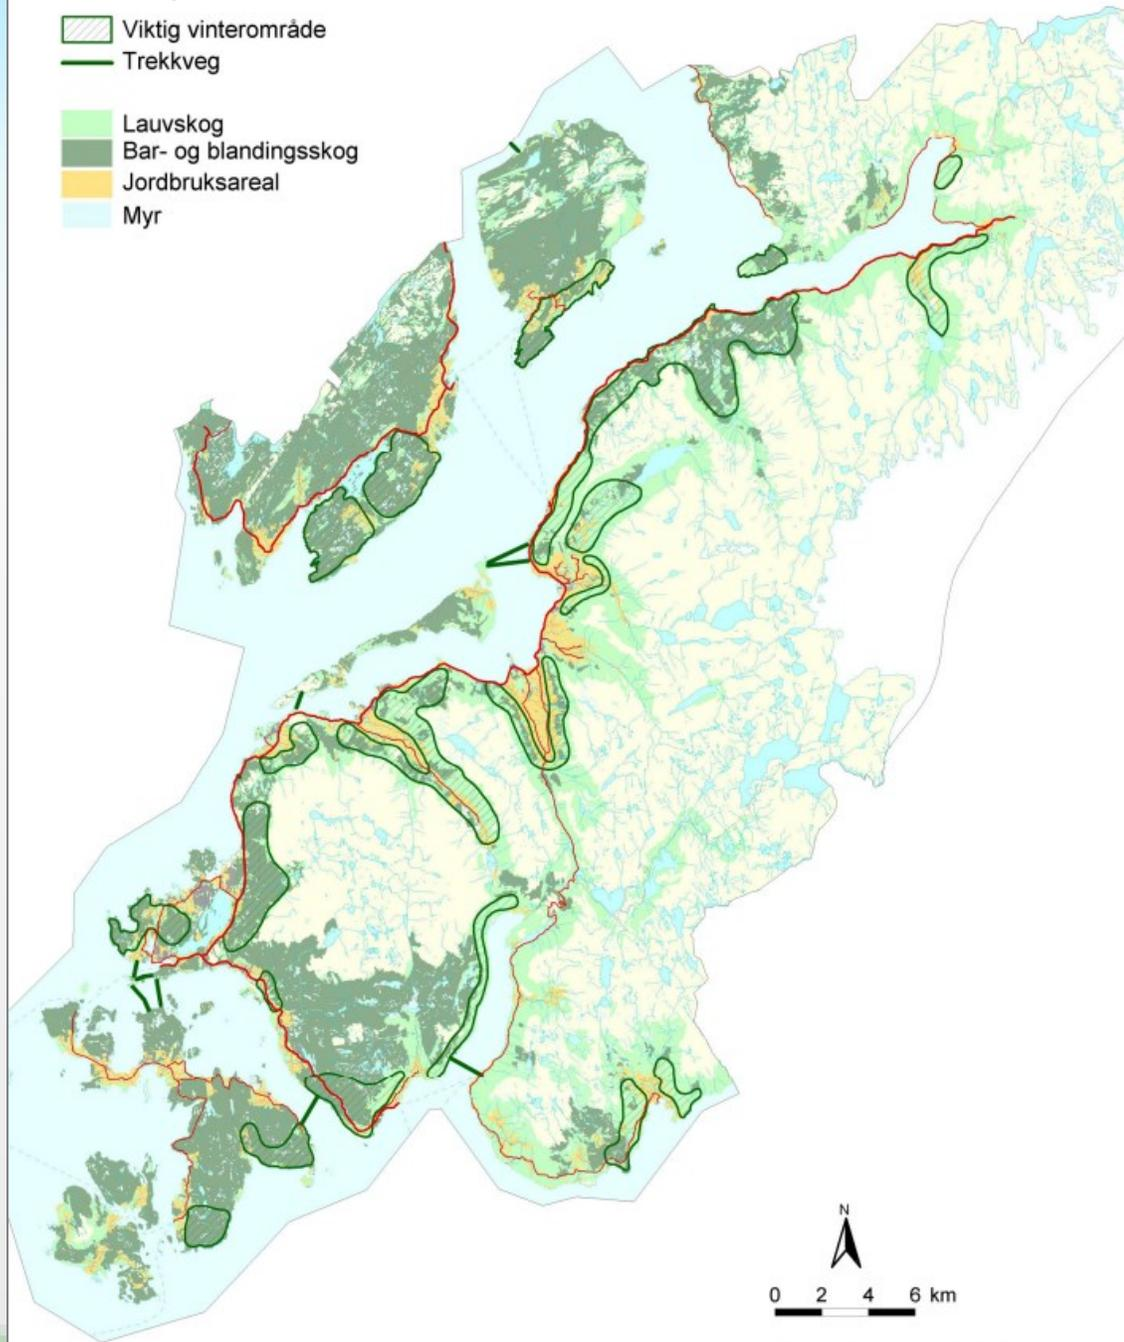 Viktig vinterområde
Trekkveg
Lauvskog
Bar- og blandingsskog
Jordbruksareal
Myr
N
0 2 4 6 km